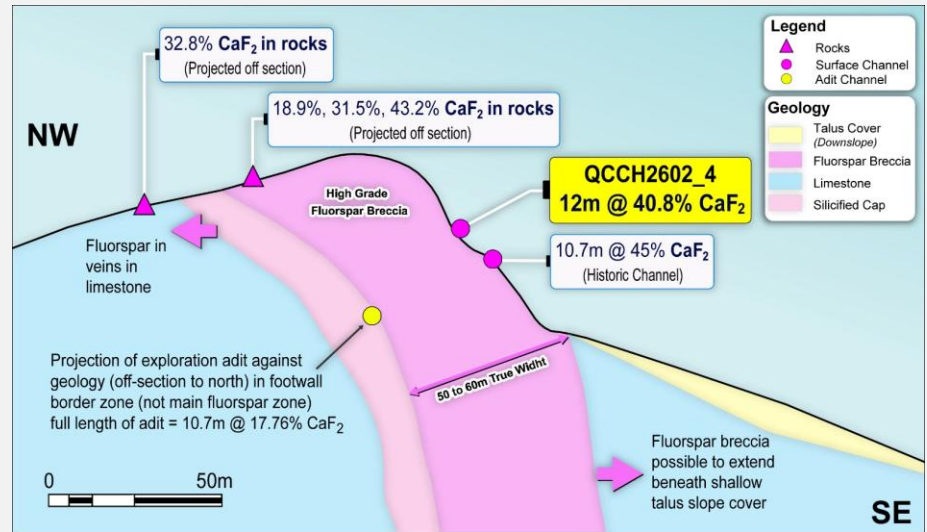 32.8% CaF₂ in rocks
(Projected off section)
18.9%, 31.5%, 43.2% CaF₂ in rocks
(Projected off section)
NW
High Grade
Fluorspar Breccia
QCCH2602_4
12m @ 40.8% CaF₂
10.7m @ 45% CaF₂
(Historic Channel)
Legend
Rocks
Surface Channel
Adit Channel
Geology
Talus Cover
(Downslope)
Fluorspar Breccia
Limestone
Silicified Cap
Fluorspar in
veins in
limestone
Projection of exploration adit against
geology (off-section to north) in footwall
border zone (not main fluorspar zone)
full length of adit = 10.7m @ 17.76% CaF₂
50 to 60m True Widht
Fluorspar breccia
possible to extend
beneath shallow
talus slope cover
0 50m
SE